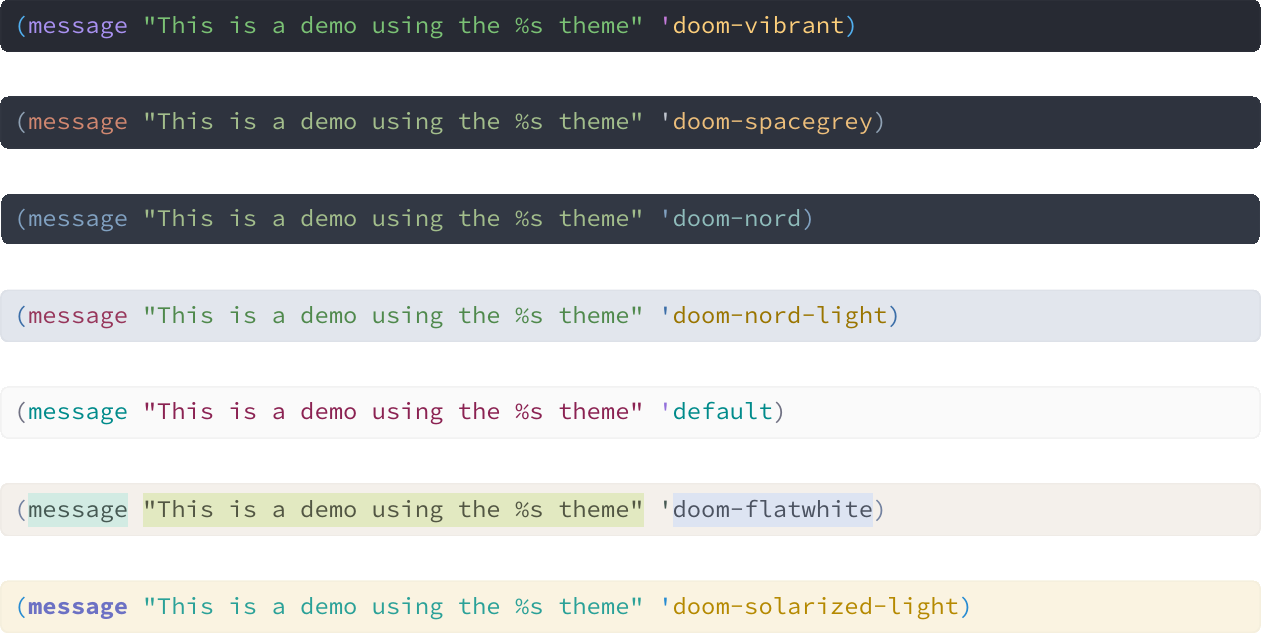 (message "This is a demo using the %s theme" 'doom-vibrant)
(message "This is a demo using the %s theme" 'doom-spacegrey)
(message "This is a demo using the %s theme" 'doom-nord)
(message "This is a demo using the %s theme" 'doom-nord-light)
(message "This is a demo using the %s theme" 'default)
(message "This is a demo using the %s theme" 'doom-flatwhite)
(message "This is a demo using the %s theme" 'doom-solarized-light)